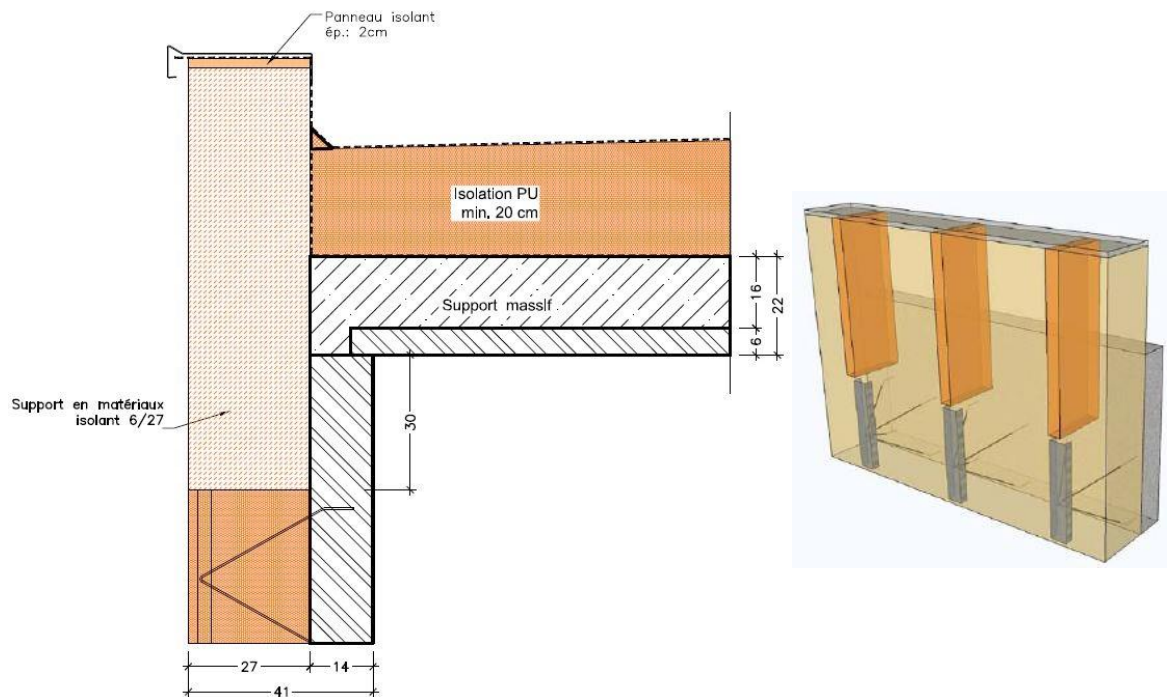 Panneau isolant
ép.: 2cm
Isolation PU
min. 20 cm
Support massif
16
6
22
Support en matériaux
isolant 6/27
30
27
14
41